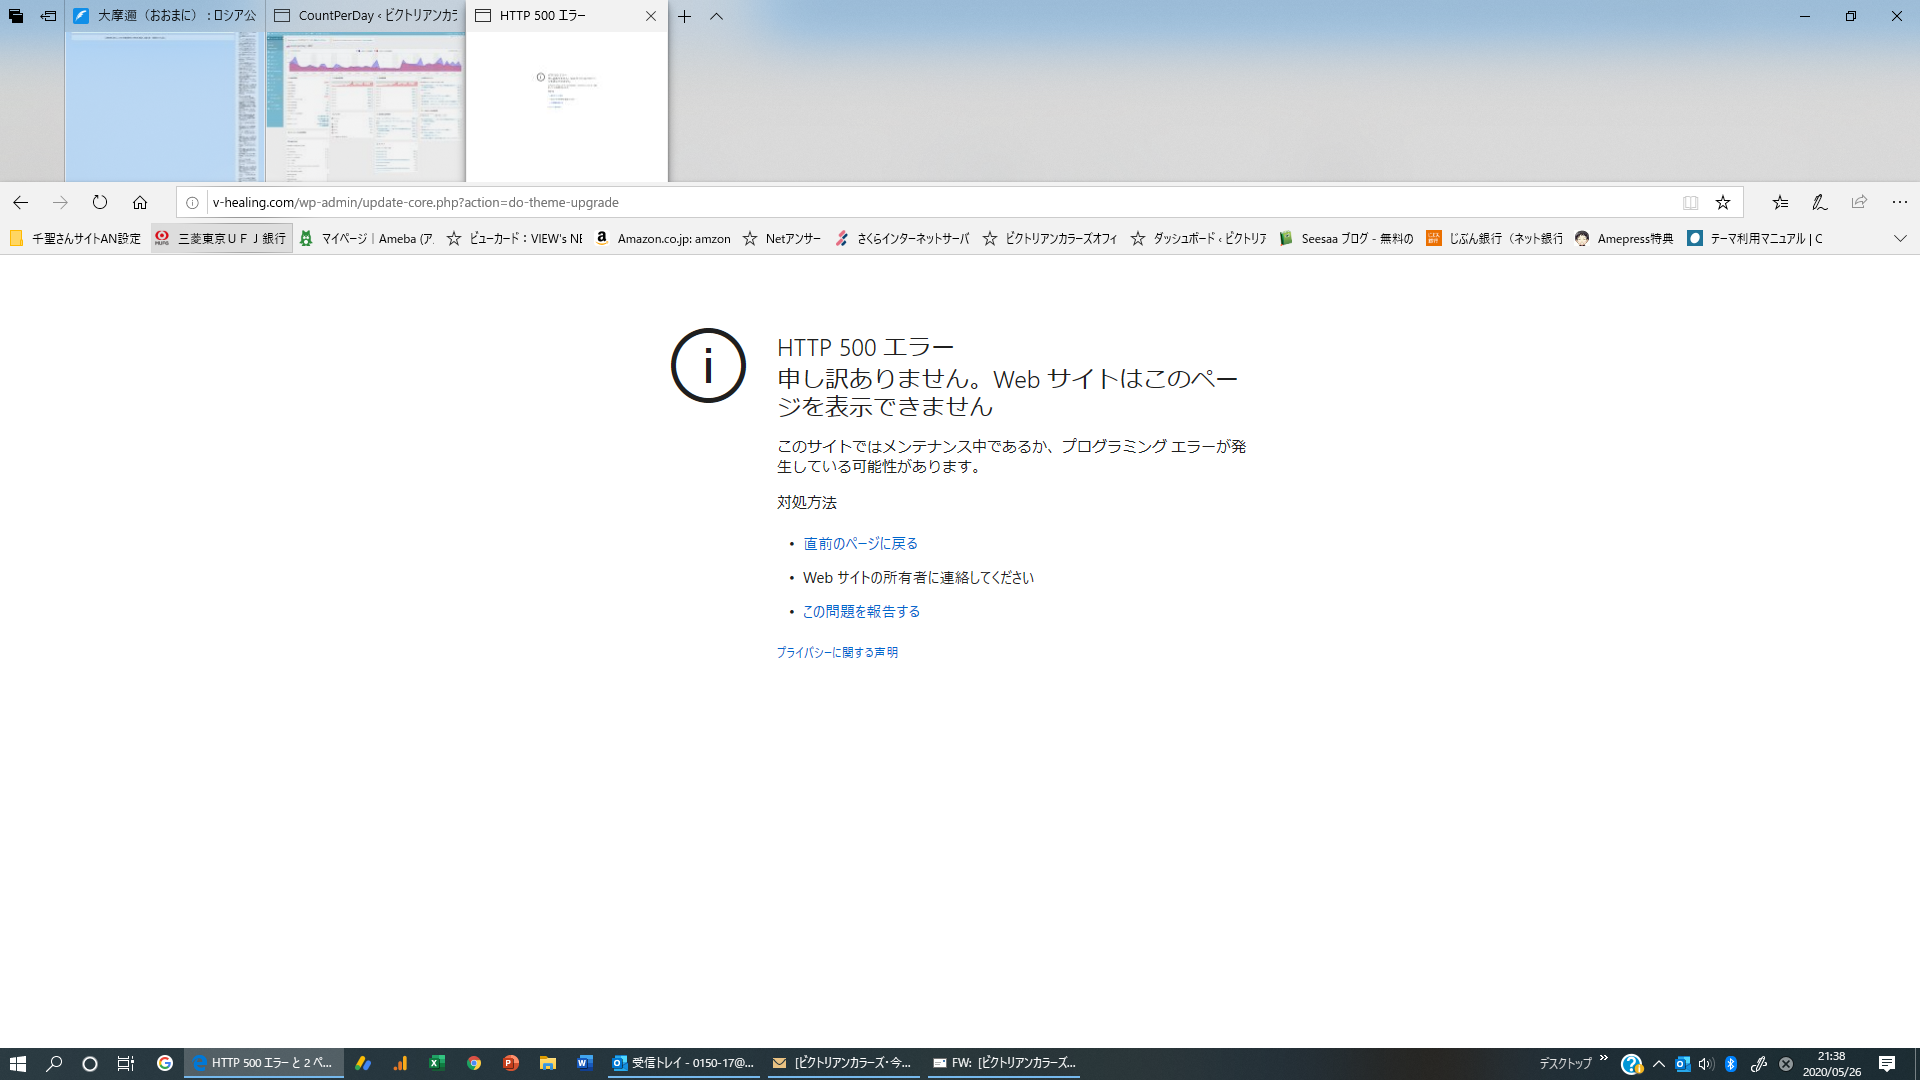 大摩邇（おおまに） : ロシア公
CountPerDay ‹ ビクトリアンカラ
HTTP 500 エラー
v-healing.com/wp-admin/update-core.php?action=do-theme-upgrade
千聖さんサイトAN設定
三菱東京ＵＦＪ銀行
マイページ｜Ameba (ア
ビューカード：VIEW's NE
Amazon.co.jp: amzon
Netアンサー
さくらインターネットサーバ
ビクトリアンカラーズオフィ
ダッシュボード ‹ ビクトリア
Seesaa ブログ - 無料の
じぶん銀行（ネット銀行
Amepress特典
テーマ利用マニュアル | C
HTTP 500 エラー
申し訳ありません。Web サイトはこのペー
ジを表示できません
このサイトではメンテナンス中であるか、プログラミング エラーが発
生している可能性があります。
対処方法
• 直前のページに戻る
• Web サイトの所有者に連絡してください
• この問題を報告する
プライバシーに関する声明
HTTP 500 エラー と 2 ペ...
受信トレイ - 0150-17@...
[ビクトリアンカラーズ・今...
FW: [ビクトリアンカラーズ...
デスクトップ
21:38
2020/05/26